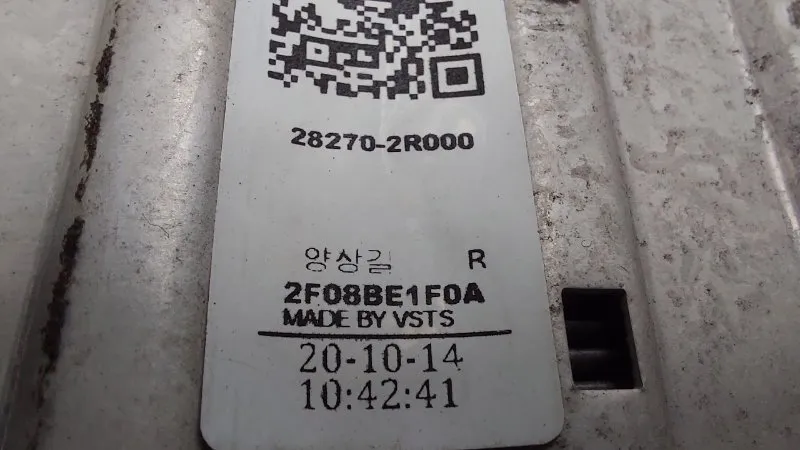 28270-2R000
양상길 R
2F08BE1F0A
MADE BY VSTS
20-10-14
10:42:41